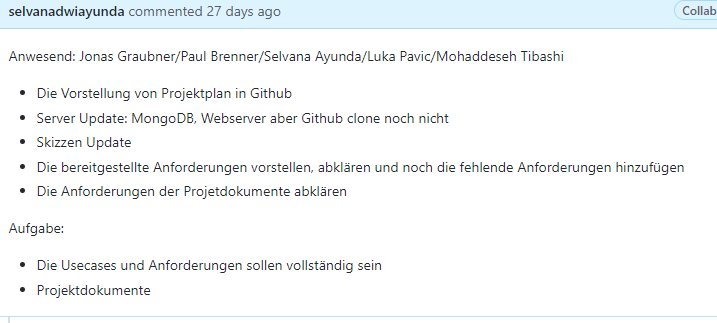 selvanadwiayunda commented 27 days ago
Collab
Anwesend: Jonas Graubner/Paul Brenner/Selvana Ayunda/Luka Pavic/Mohaddeseh Tibashi
• Die Vorstellung von Projektplan in Github
• Server Update: MongoDB, Webserver aber Github clone noch nicht
• Skizzen Update
• Die bereitgestellte Anforderungen vorstellen, abklären und noch die fehlende Anforderungen hinzufügen
• Die Anforderungen der Projetdokumente abklären
Aufgabe:
• Die Usecases und Anforderungen sollen vollständig sein
• Projektdokumente